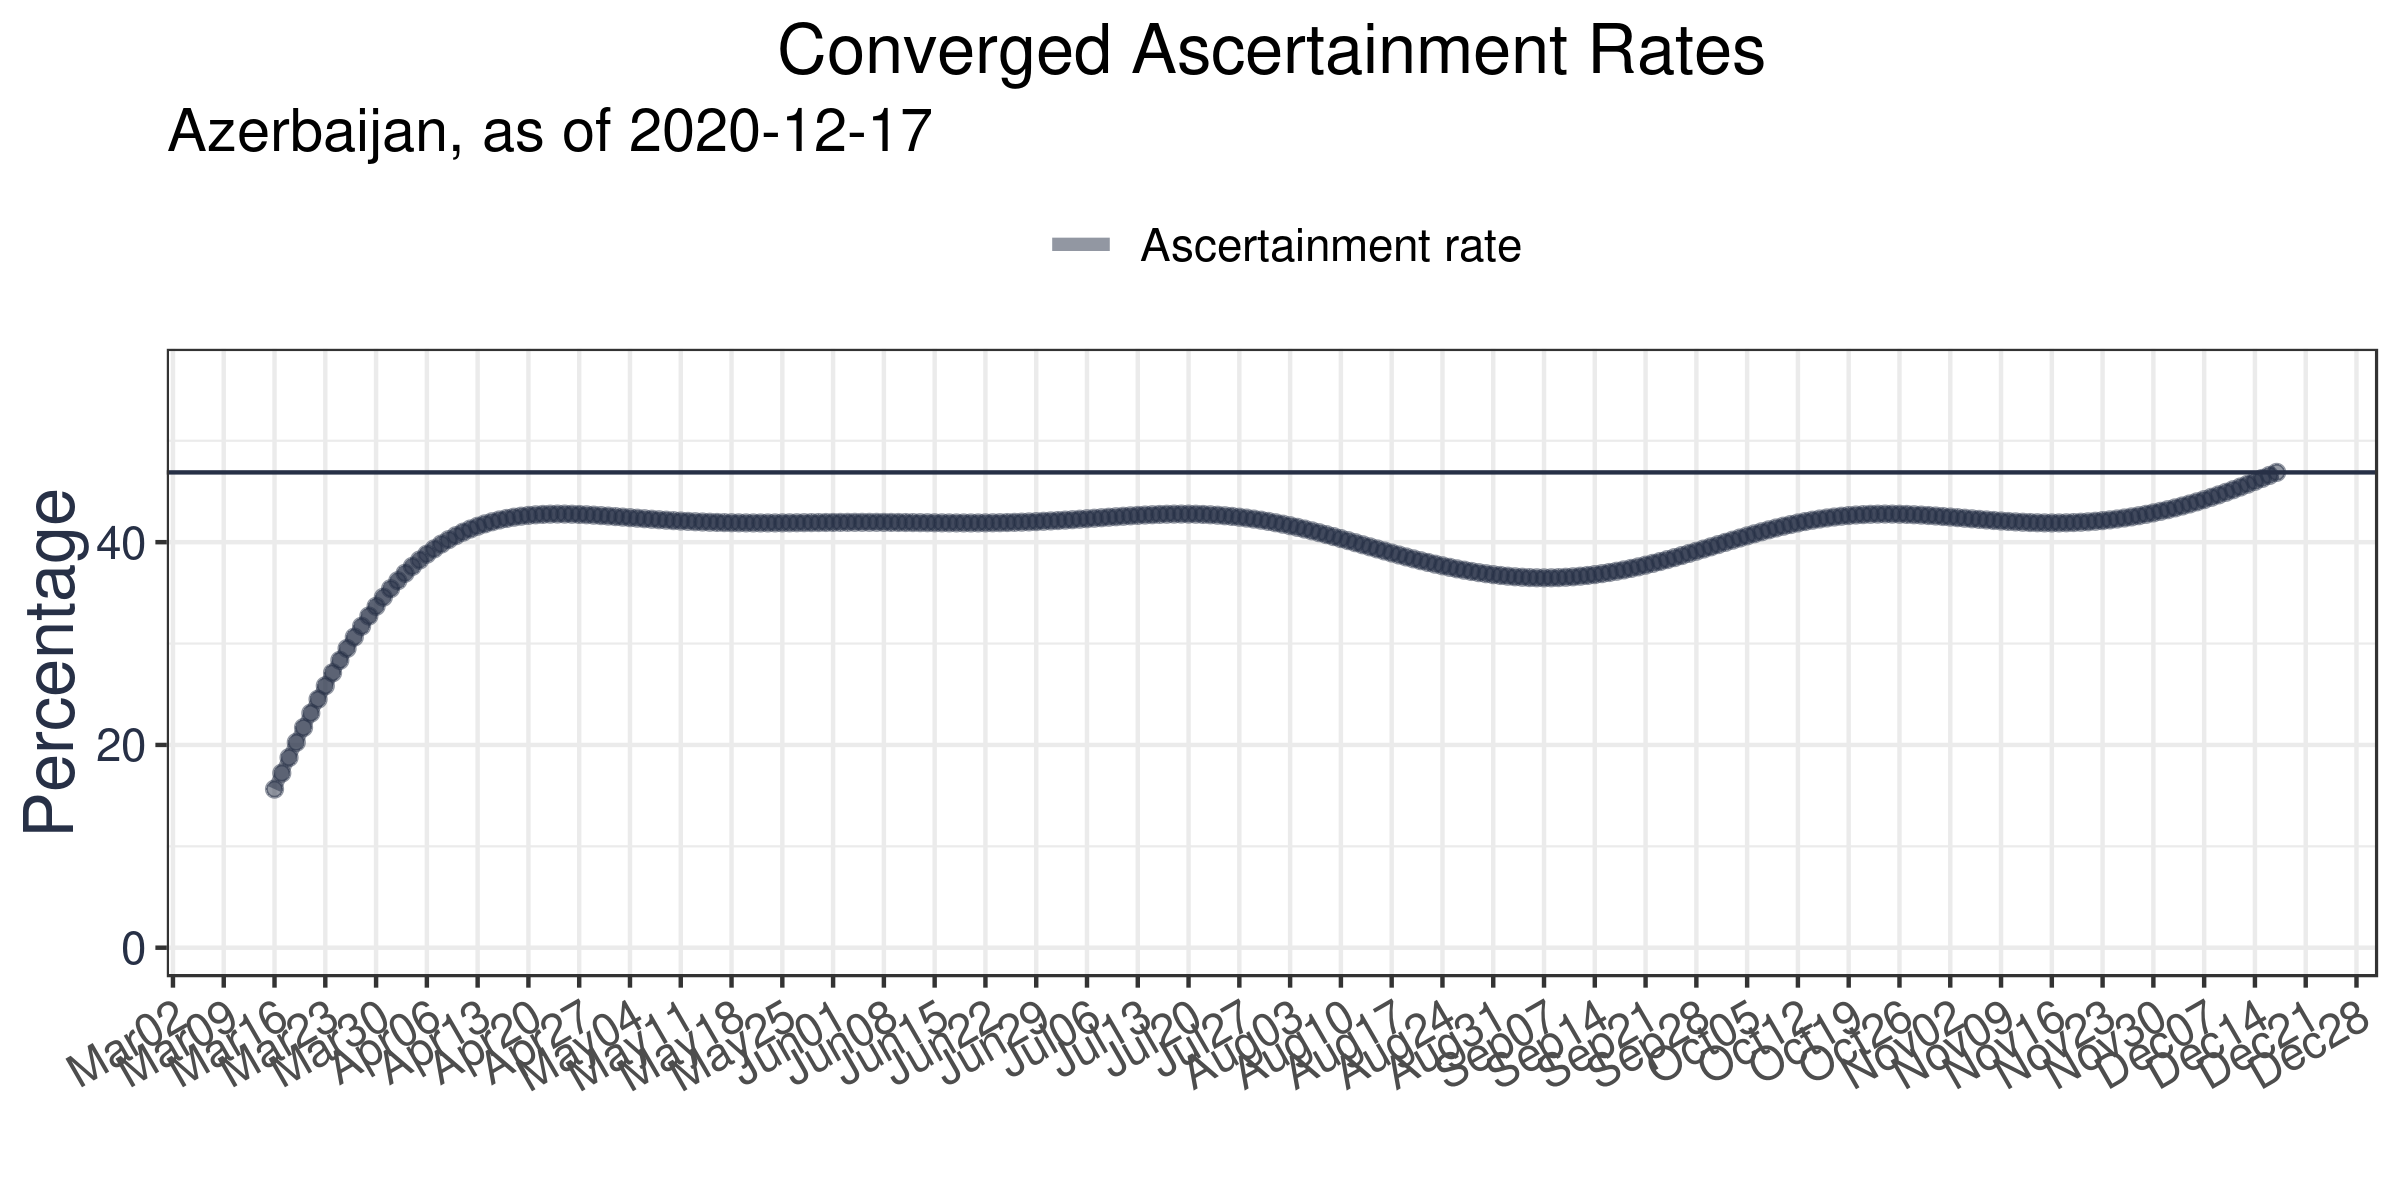 Converged Ascertainment Rates
Azerbaijan, as of 2020-12-17
Ascertainment rate
Percentage
40
20
0
Mar02
Mar09
Mar16
Mar23
Mar30
Apr06
Apr13
Apr20
Apr27
May04
May11
May18
May25
Jun01
Jun08
Jun15
Jun22
Jun29
Jul06
Jul13
Jul20
Jul27
Aug03
Aug10
Aug17
Aug24
Aug31
Sep07
Sep14
Sep21
Sep28
Oct05
Oct12
Oct19
Oct26
Nov02
Nov09
Nov16
Nov23
Nov30
Dec07
Dec14
Dec21
Dec28